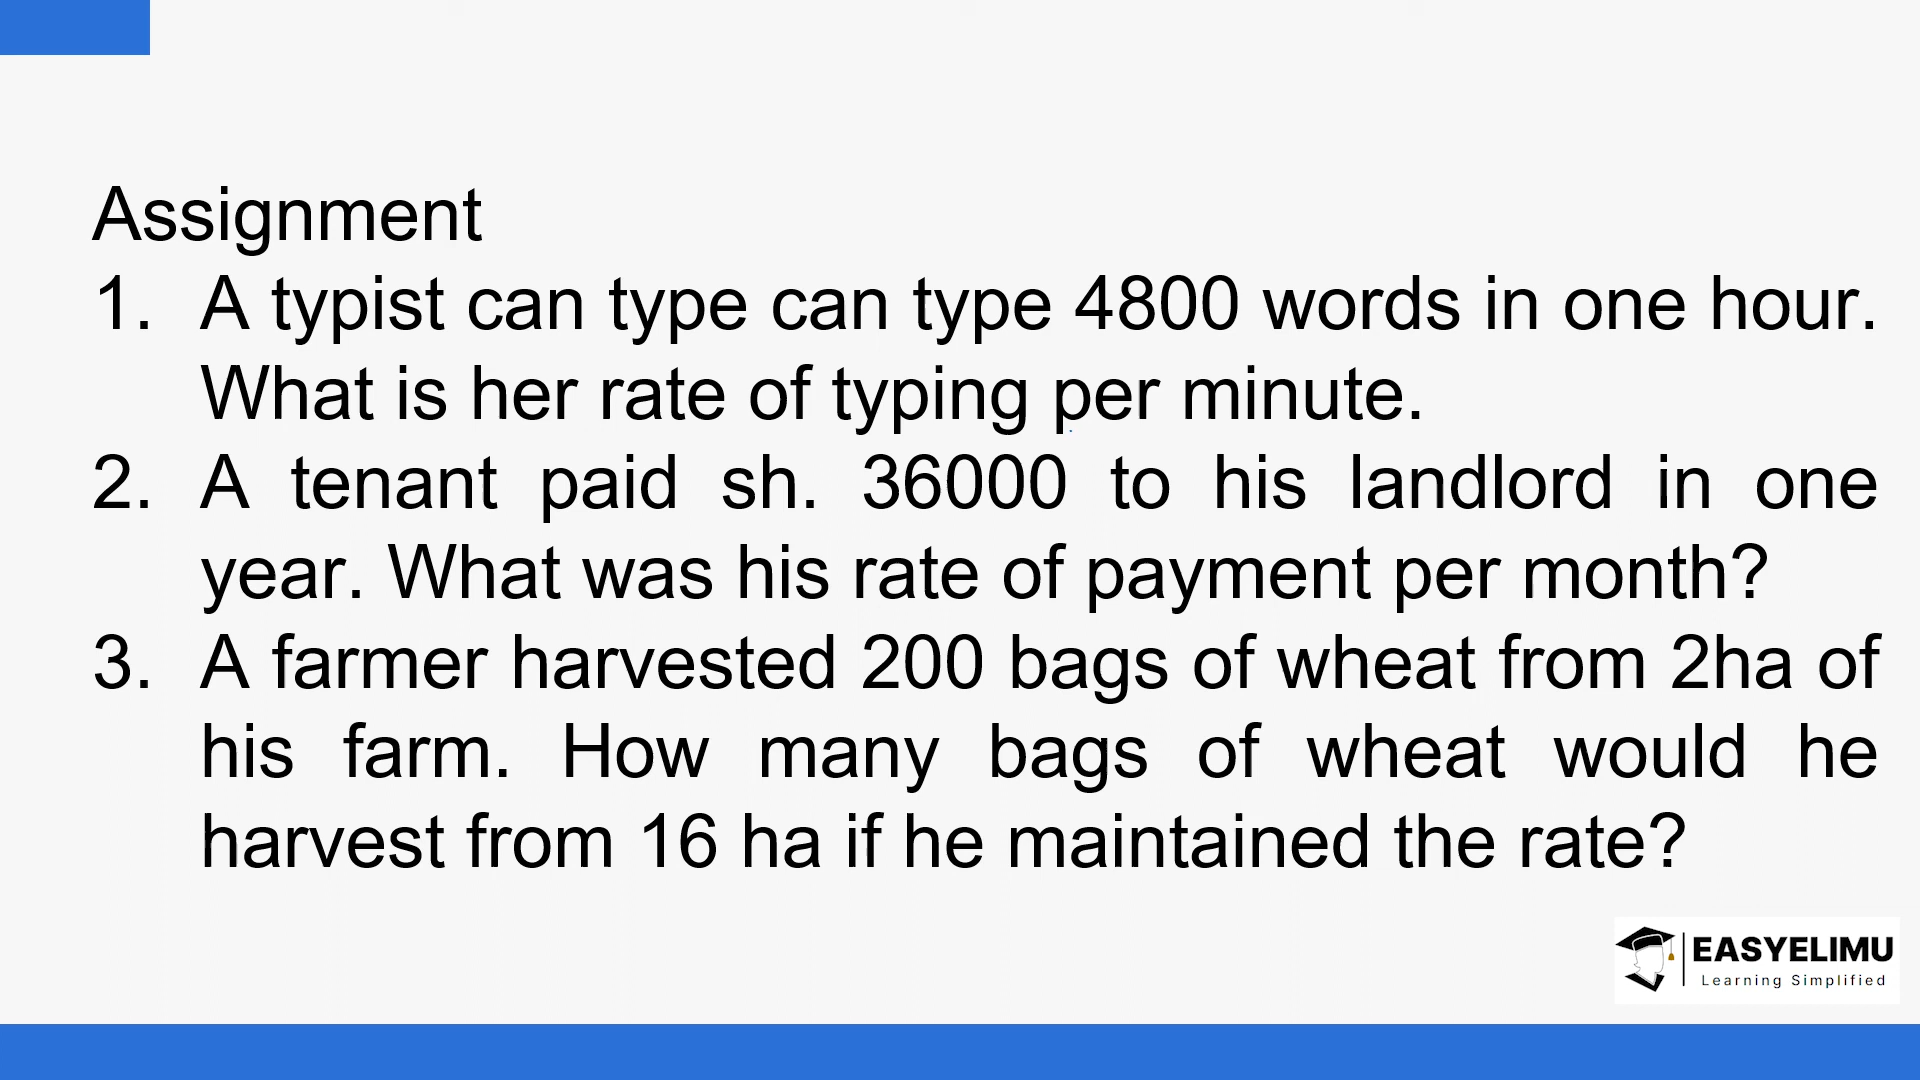 Assignment
1. A typist can type can type 4800 words in one hour.
What is her rate of typing per minute.
2. A tenant paid sh. 36000 to his landlord in one
year. What was his rate of payment per month?
3. A farmer harvested 200 bags of wheat from 2ha of
his farm. How many bags of wheat would he
harvest from 16 ha if he maintained the rate?
EASYELIMU
Learning Simplified